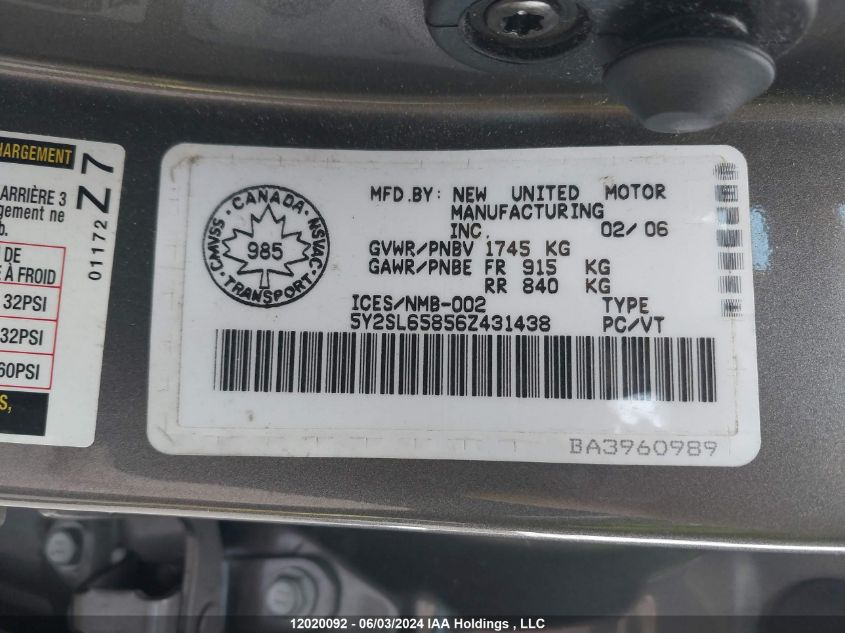 HARGEMENT
ARRIÈRE 3
gement ne
b.
DE
À FROID
32PSI
32PSI
60PSI
S,
01172 Z7
CANADA
CMVSS
NSVAC
985
TRANSPORT
MFD.BY: NEW UNITED MOTOR
MANUFACTURING
INC. 02/06
GVWR/PNBV 1745 KG
GAWR/PNBE FR 915 KG
RR 840 KG
ICES/NMB-002 TYPE
5Y2SL65856Z431438 PC/VT
BA3960989
12020092 - 06/03/2024 IAA Holdings , LLC